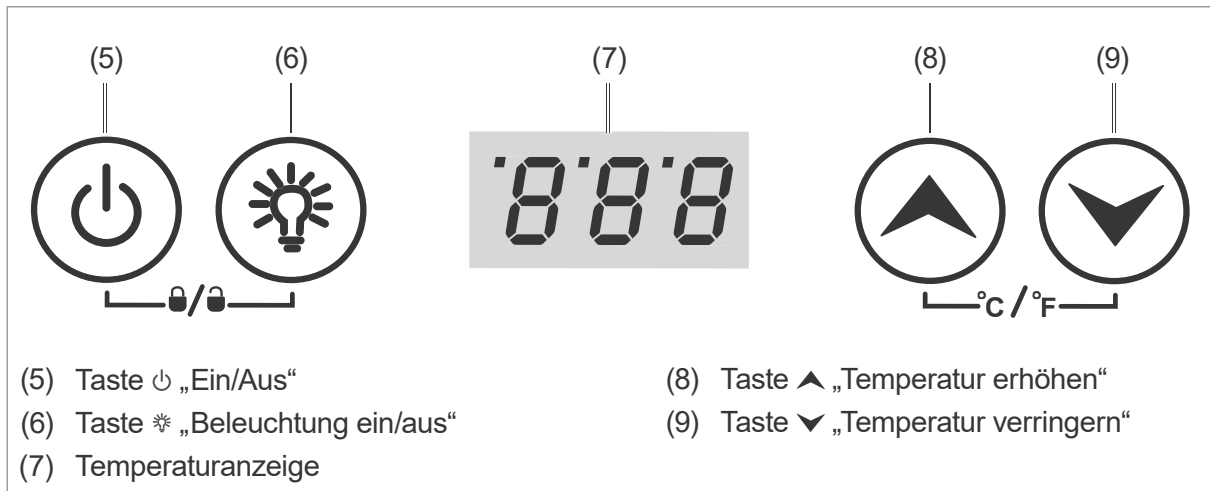 (5) (6) (7) (8) (9)
888
°C / °F
(5) Taste „Ein/Aus“
(6) Taste „Beleuchtung ein/aus“
(7) Temperaturanzeige
(8) Taste „Temperatur erhöhen“
(9) Taste „Temperatur verringern“